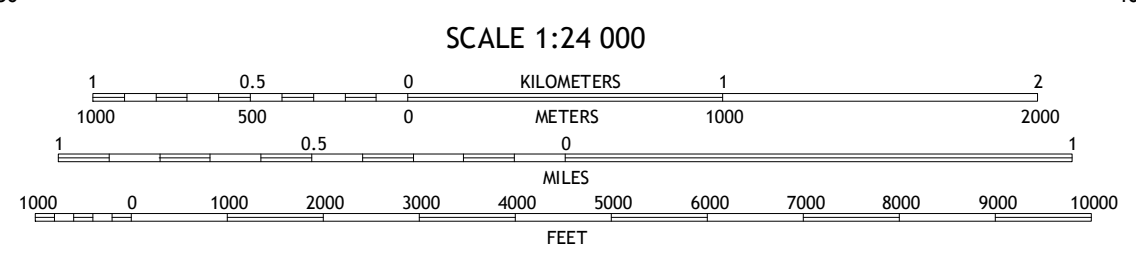 SCALE 1:24 000
1 0.5 0 KILOMETERS 1 2
1000 500 0 METERS 1000 2000
1 0.5 0 1
MILES
1000 0 1000 2000 3000 4000 5000 6000 7000 8000 9000 10000
FEET